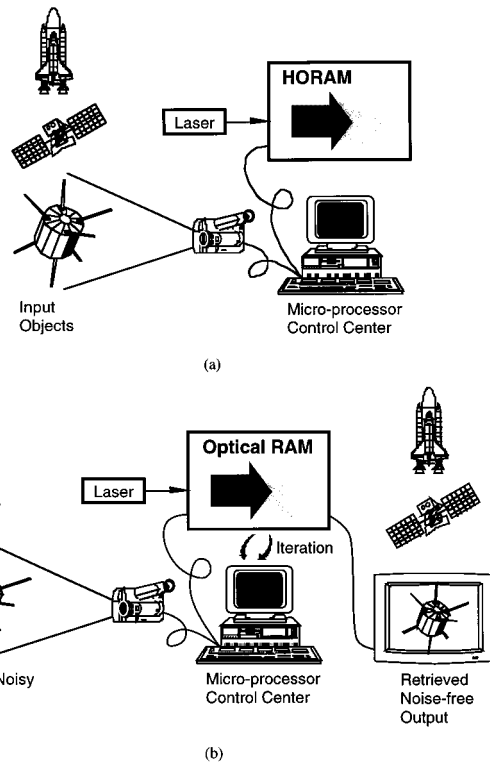 HORAM
Laser
Input
Objects
Micro-processor
Control Center
(a)
Optical RAM
Laser
Iteration
Noisy
Micro-processor
Control Center
Retrieved
Noise-free
Output
(b)